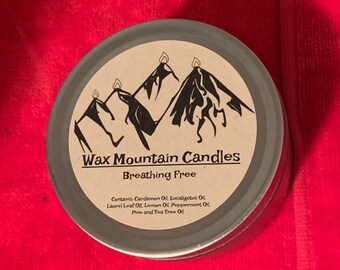 Wax Mountain Candles
Breathing Free
Contains: Cardamon Oil, Eucalyptus Oil,
Laurel Leaf Oil, Lemon Oil, Peppermint Oil,
Pine and Tea Tree Oil